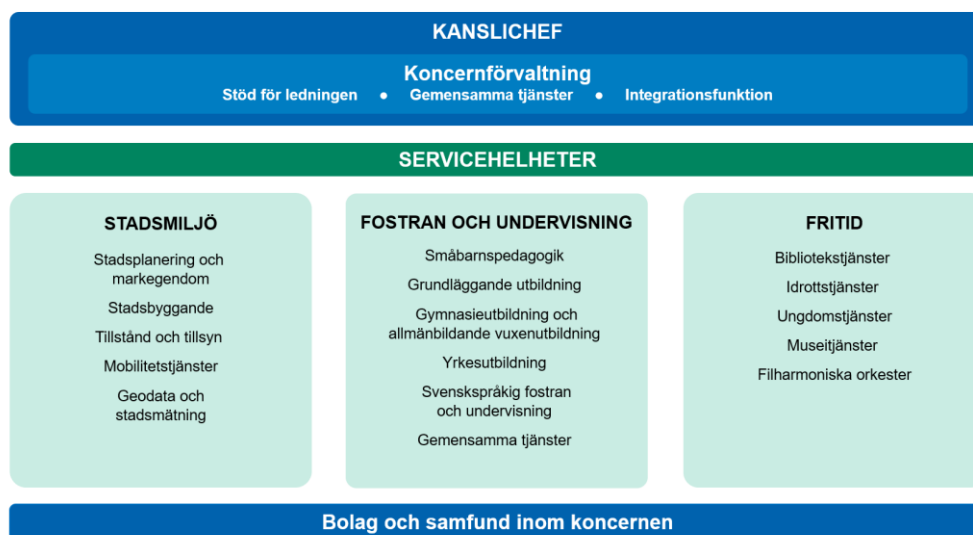 KANSLICHEF
Koncernförvaltning
Stöd för ledningen ● Gemensamma tjänster ● Integrationsfunktion
SERVICEHELHETER
STADSMILJÖ
Stadsplanering och
markegendom
Stadsbyggande
Tillstånd och tillsyn
Mobilitetstjänster
Geodata och
stadsmätning
FOSTRAN OCH UNDERVISNING
Småbarnspedagogik
Grundläggande utbildning
Gymnasieutbildning och
allmänbildande vuxenutbildning
Yrkesutbildning
Svenskspråkig fostran
och undervisning
Gemensamma tjänster
FRITID
Bibliotekstjänster
Idrottstjänster
Ungdomstjänster
Museitjänster
Filharmoniska orkester
Bolag och samfund inom koncernen